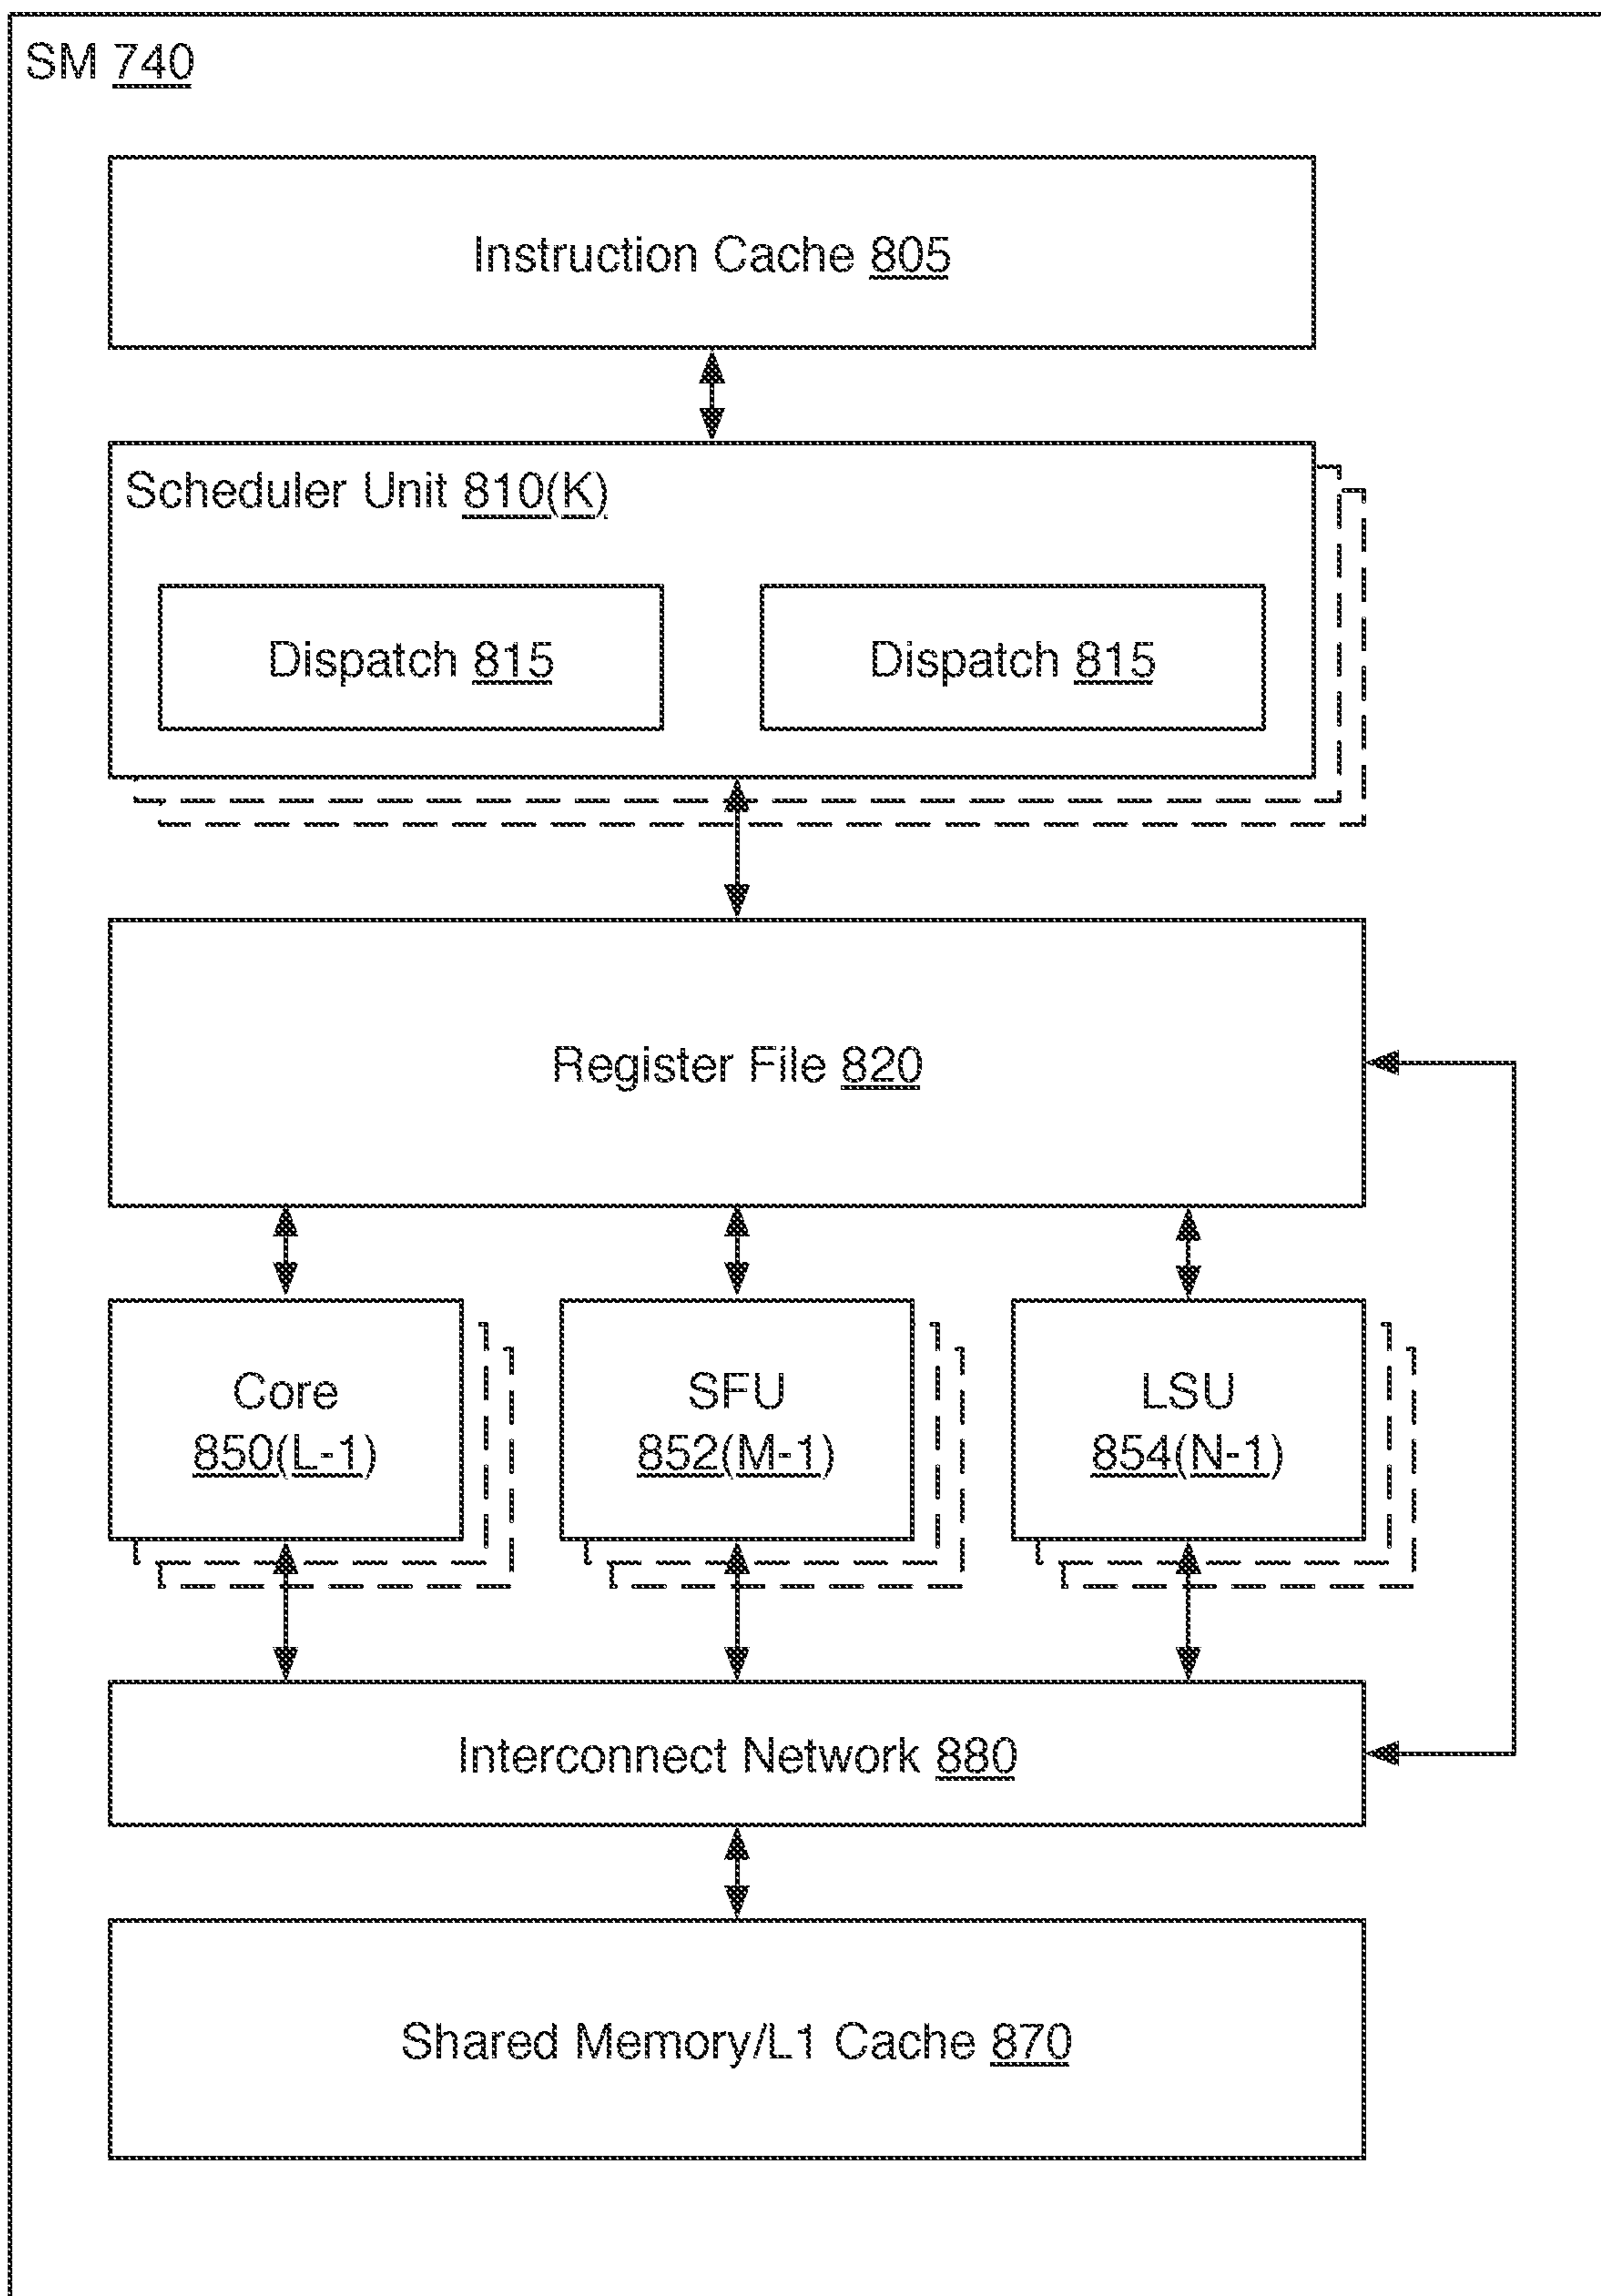 SM 740
Instruction Cache 805
Scheduler Unit 810(K)
Dispatch 815
Dispatch 815
Register File 820
Core
850(L-1)
SFU
852(M-1)
LSU
854(N-1)
Interconnect Network 880
Shared Memory/L1 Cache 870